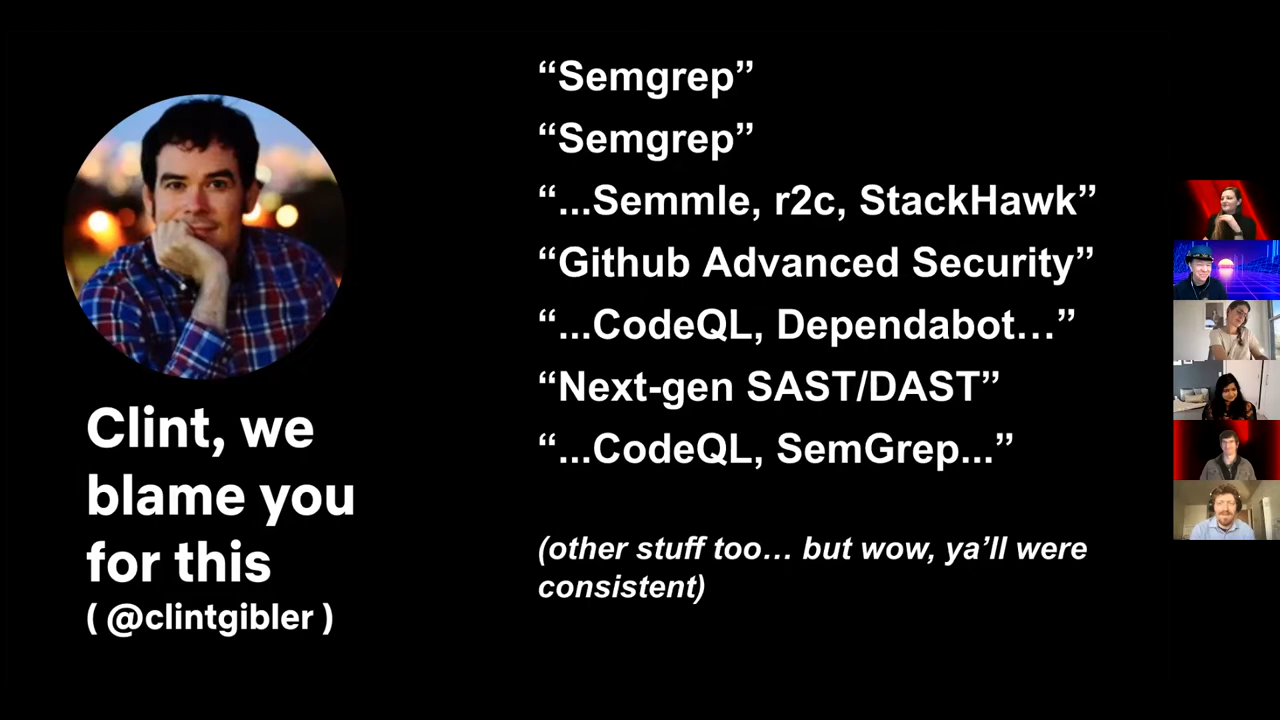 “Semgrep”
“Semgrep”
“...Semmle, r2c, StackHawk”
“Github Advanced Security”
“...CodeQL, Dependabot…”
“Next-gen SAST/DAST”
“...CodeQL, SemGrep...”
(other stuff too… but wow, ya’ll were
consistent)
Clint, we
blame you
for this
( @clintgibler )